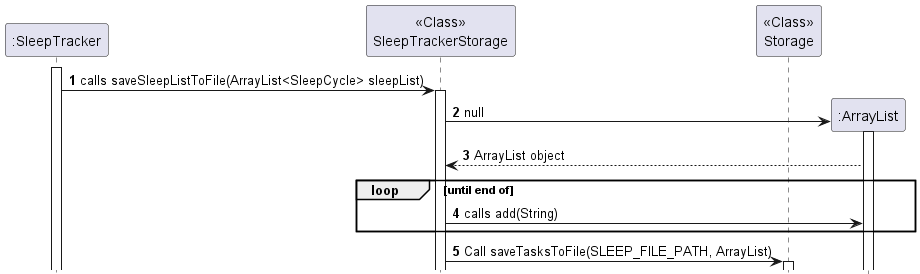 :SleepTracker
«Class»
SleepTrackerStorage
«Class»
Storage
1 calls saveSleepListToFile(ArrayList<SleepCycle> sleepList)
2 null
:ArrayList
3 ArrayList object
loop [until end of]
4 calls add(String)
5 Call saveTasksToFile(SLEEP_FILE_PATH, ArrayList)